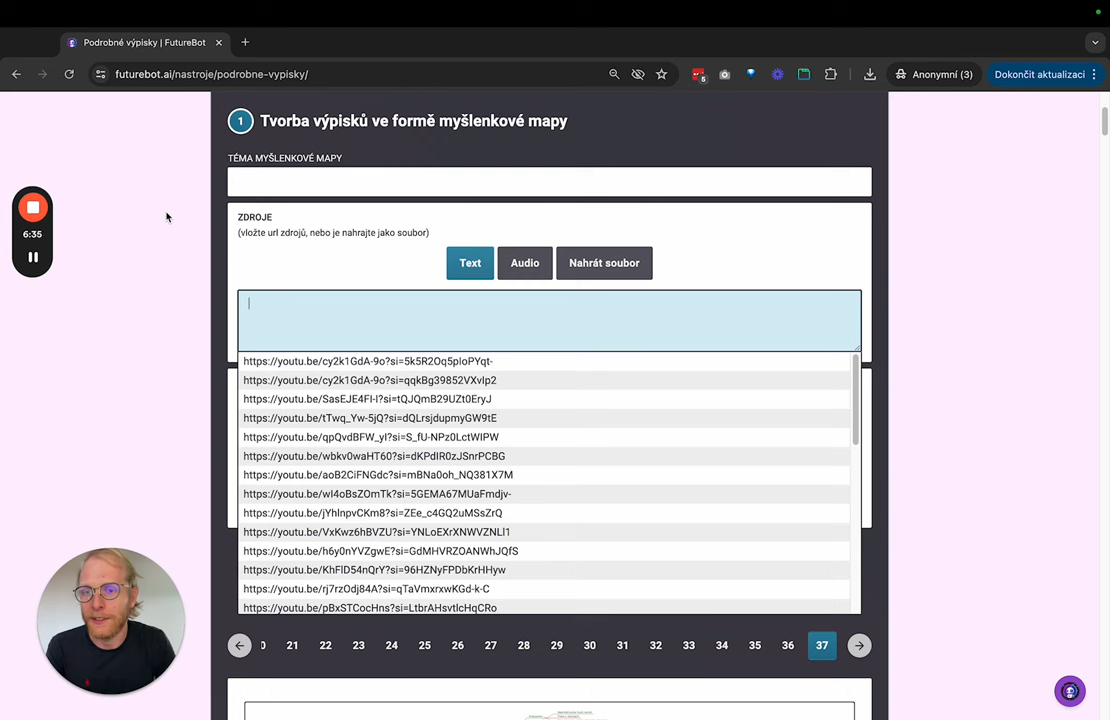 Podrobné výpisky | FutureBot
futurebot.ai/nastroje/podrobne-vypisky/
5
Anonymní (3)
Dokončit aktualizaci
1
Tvorba výpisků ve formě myšlenkové mapy
TÉMA MYŠLENKOVÉ MAPY
6:35
ZDROJE
(vložte url zdrojů, nebo je nahrajte jako soubor)
Text
Audio
Nahrát soubor
https://youtu.be/cy2k1GdA-9o?si=5k5R2Oq5pIoPYqt-
https://youtu.be/cy2k1GdA-9o?si=qqkBg39852VXvIp2
https://youtu.be/SasEJE4FI-I?si=tQJQmB29UZt0EryJ
https://youtu.be/tTwq_Yw-5jQ?si=dQLrsjdupmyGW9tE
https://youtu.be/qpQvdBFW_yI?si=S_fU-NPz0LctWIPW
https://youtu.be/wbkv0waHT60?si=dKPdIR0zJSnrPCBG
https://youtu.be/aoB2CiFNGdc?si=mBNa0oh_NQ381X7M
https://youtu.be/wI4oBsZOmTk?si=5GEMA67MUaFmdjv-
https://youtu.be/jYhlnpvCKm8?si=ZEe_c4GQ2uMSsZrQ
https://youtu.be/VxKwz6hBVZU?si=YNLoEXrXNWVZNLl1
https://youtu.be/h6y0nYVZgwE?si=GdMHVRZOANWhJQfS
https://youtu.be/KhFlD54nQrY?si=96HZNyFPDbKrHHyw
https://youtu.be/rj7rzOdj84A?si=qTaVmxrxwKGd-k-C
https://youtu.be/pBxSTCocHns?si=LtbrAHsvtlcHqCRo
0 21 22 23 24 25 26 27 28 29 30 31 32 33 34 35 36 37